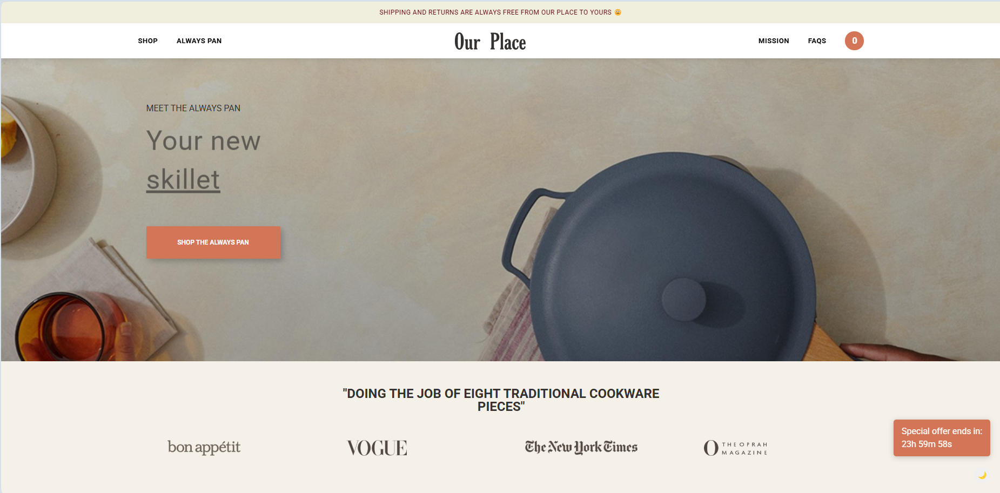 SHIPPING AND RETURNS ARE ALWAYS FREE FROM OUR PLACE TO YOURS 😀
SHOP
ALWAYS PAN
Our Place
MISSION
FAQS
0
MEET THE ALWAYS PAN
Your new
skillet
SHOP THE ALWAYS PAN
"DOING THE JOB OF EIGHT TRADITIONAL COOKWARE
PIECES"
bon appétit
VOGUE
The New York Times
O THE OPRAH
MAGAZINE
Special offer ends in:
23h 59m 58s